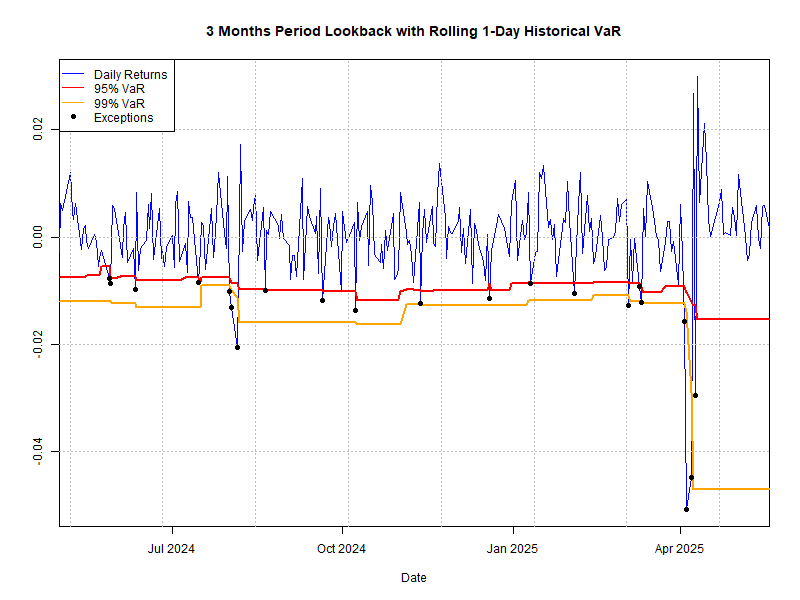 3 Months Period Lookback with Rolling 1-Day Historical VaR
Daily Returns
95% VaR
99% VaR
Exceptions
0.02
0.00
-0.02
-0.04
Jul 2024
Oct 2024
Jan 2025
Apr 2025
Date